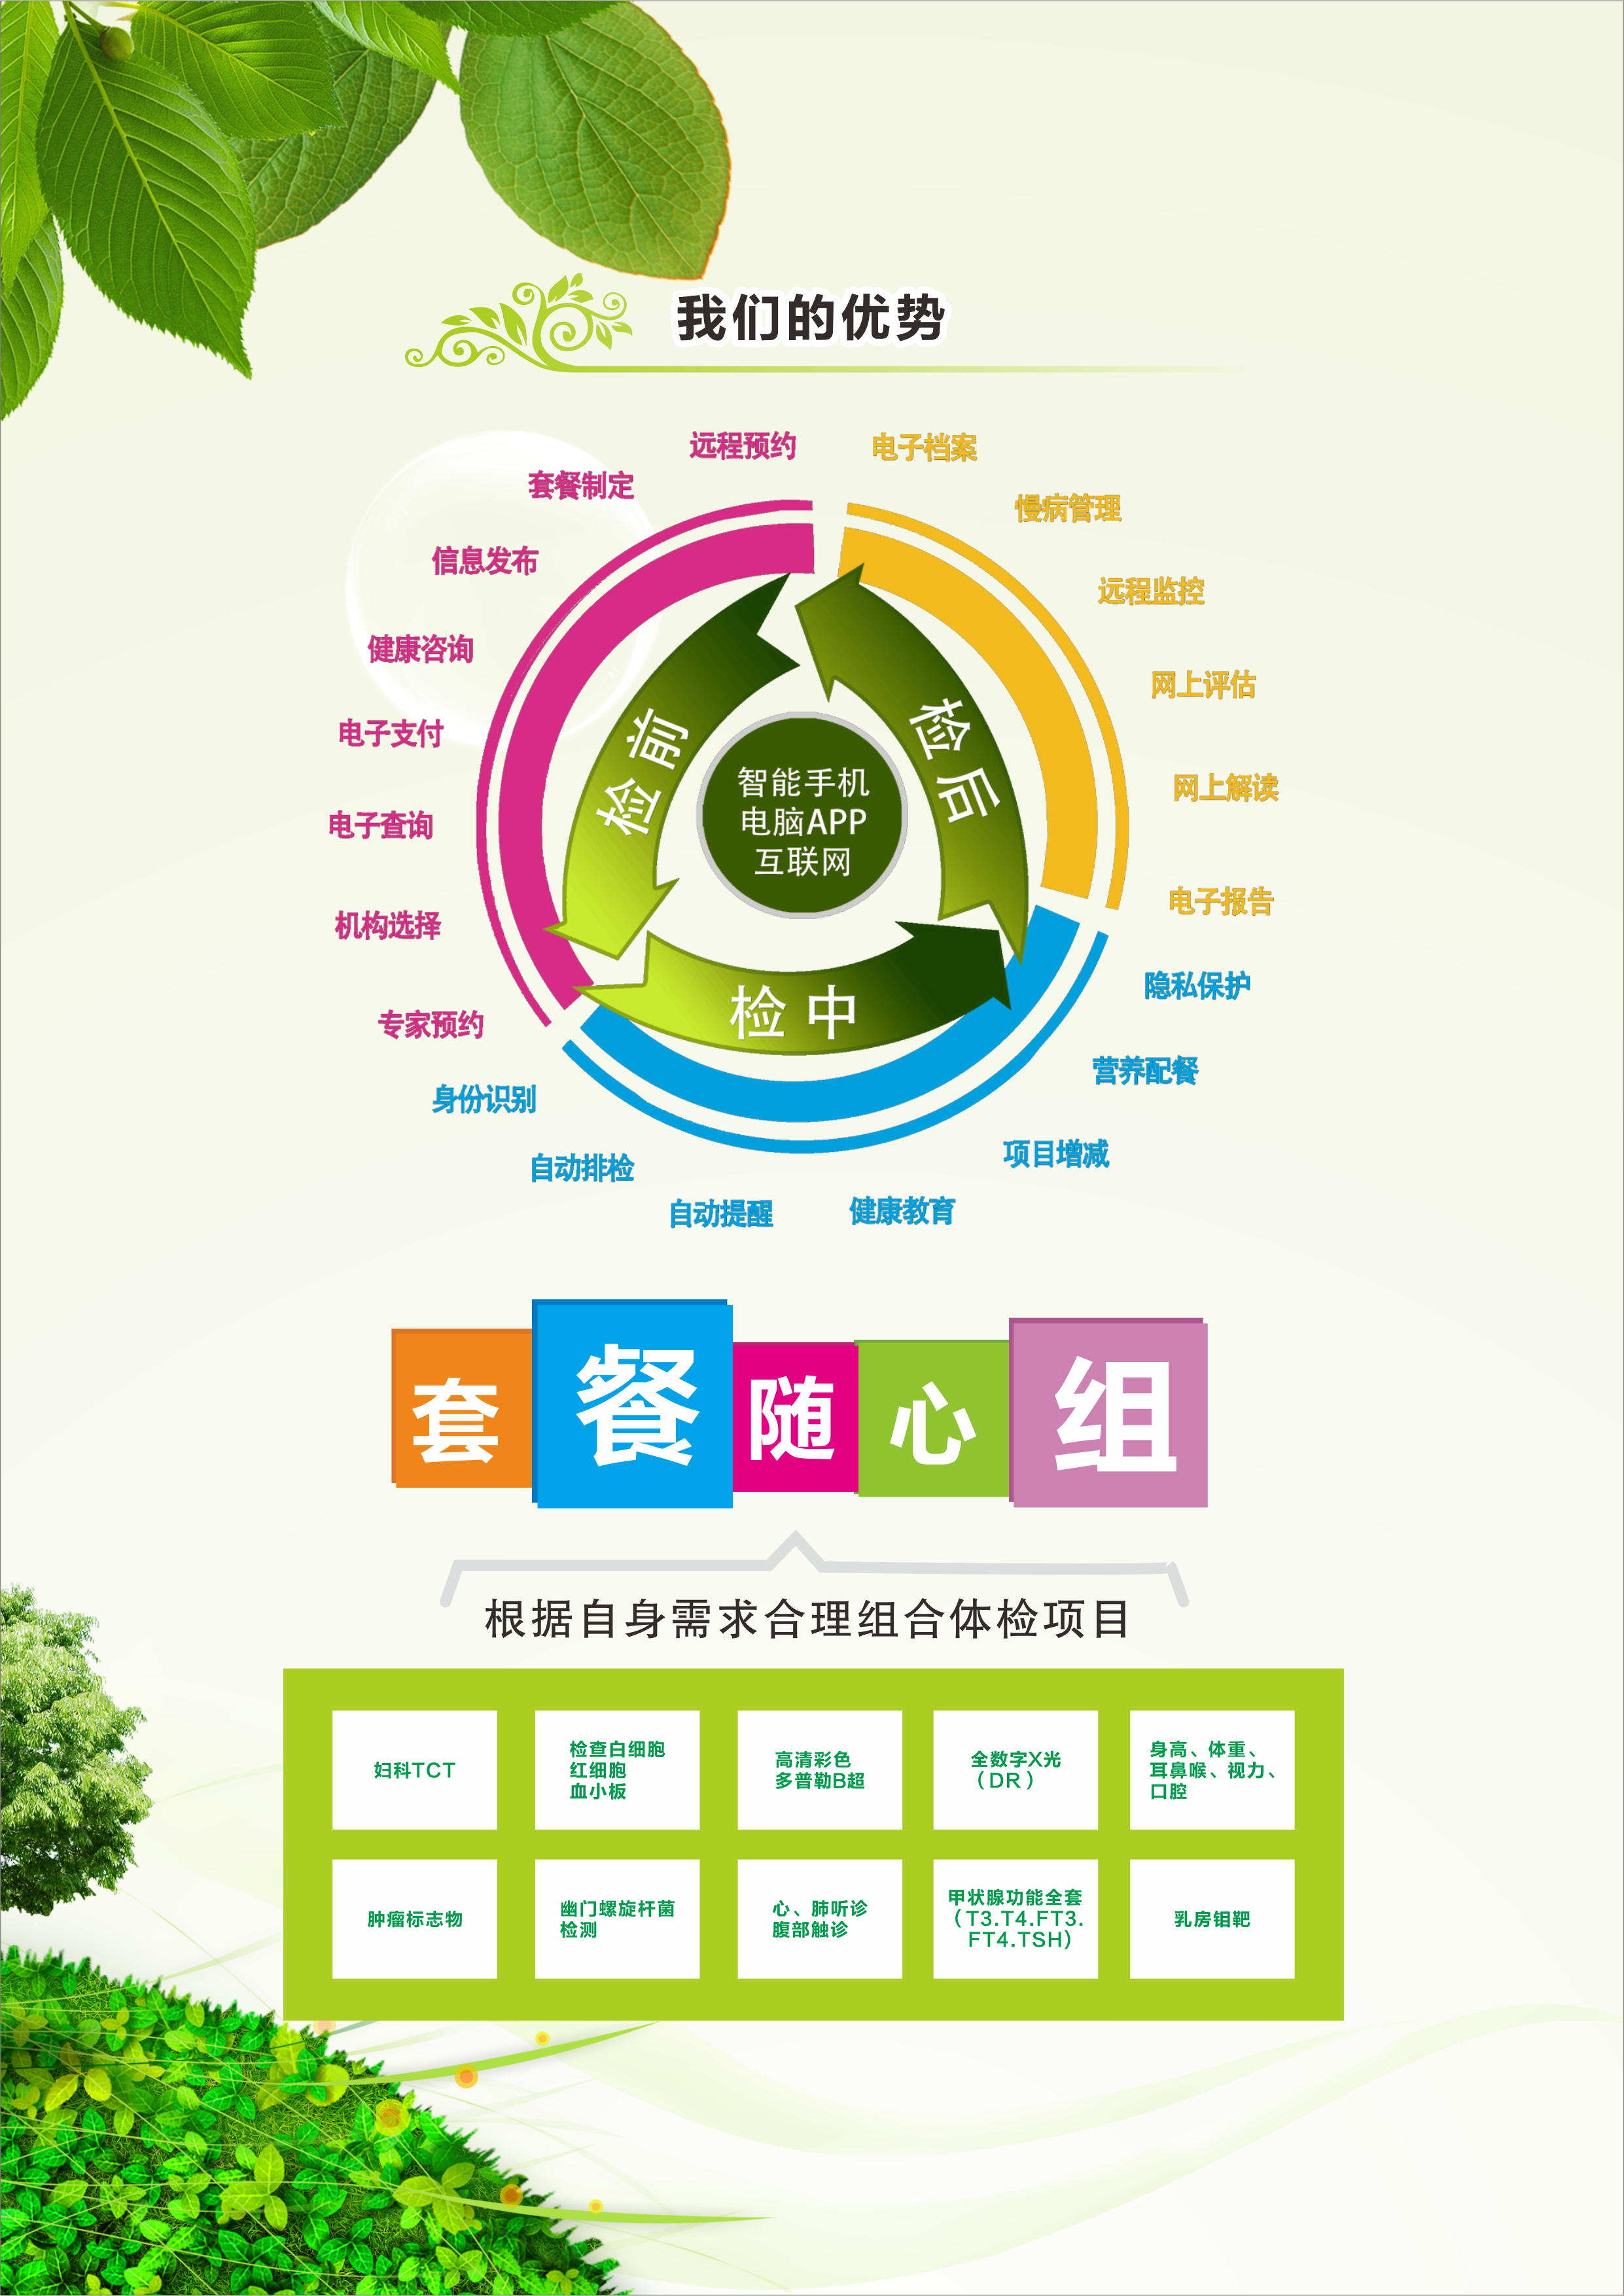 我们的优势
远程预约
套餐制定
信息发布
健康咨询
电子支付
电子查询
机构选择
专家预约
电子档案
慢病管理
远程监控
网上评估
网上解读
电子报告
隐私保护
营养配餐
项目增减
健康教育
自动提醒
自动排检
身份识别
检前
检后
检中
智能手机
电脑APP
互联网
套餐随心组
根据自身需求合理组合体检项目
妇科TCT
检查白细胞
红细胞
血小板
高清彩色
多普勒B超
全数字X光
（DR）
身高、体重、
耳鼻喉、视力、
口腔
肿瘤标志物
幽门螺旋杆菌
检测
心、肺听诊
腹部触诊
甲状腺功能全套
（T3.T4.FT3.
FT4.TSH）
乳房钼靶